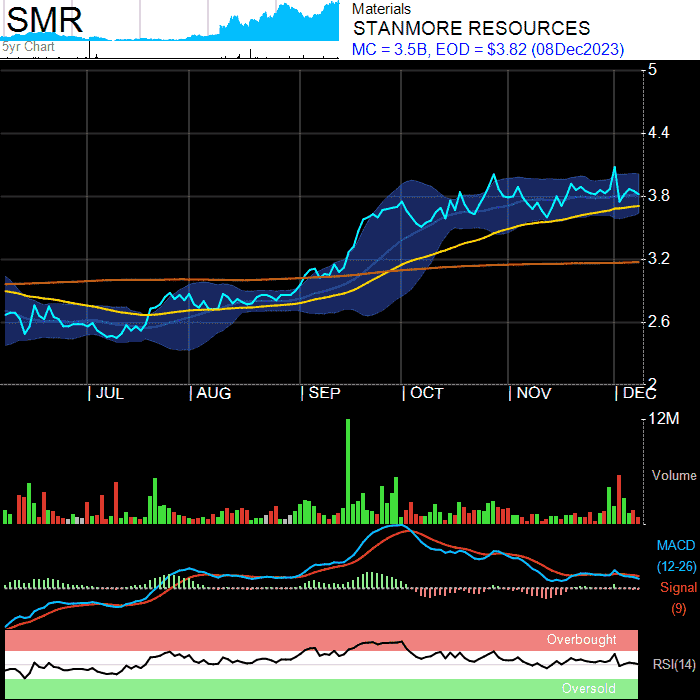 SMR
5yr Chart
Materials
STANMORE RESOURCES
MC = 3.5B, EOD = $3.82 (08Dec2023)
5
4.4
3.8
3.2
2.6
2
JUL AUG SEP OCT NOV DEC
12M
Volume
MACD
(12-26)
Signal
(9)
Overbought
RSI(14)
Oversold